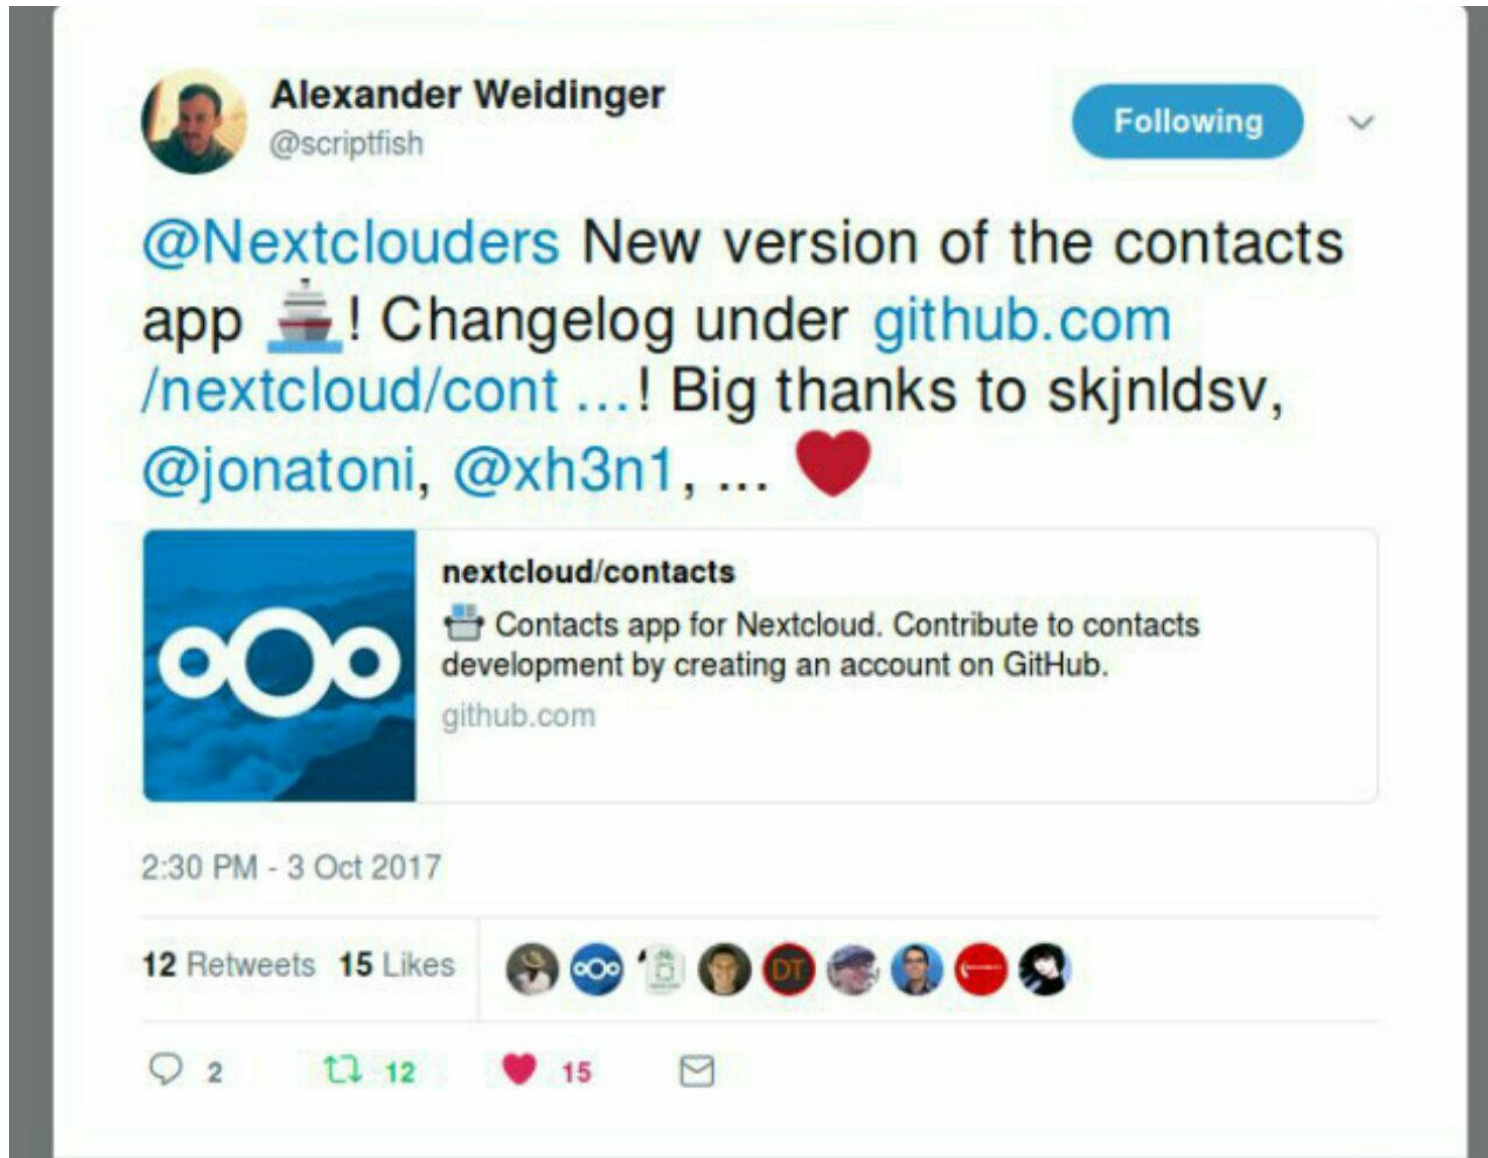 Alexander Weidinger
@scriptfish
Following
@Nextclouders New version of the contacts
app 🛳! Changelog under github.com
/nextcloud/cont ...! Big thanks to skjnldsv,
@jonatoni, @xh3n1, ... ❤
nextcloud/contacts
📇 Contacts app for Nextcloud. Contribute to contacts
development by creating an account on GitHub.
github.com
2:30 PM - 3 Oct 2017
12 Retweets 15 Likes
DT
2 12 15